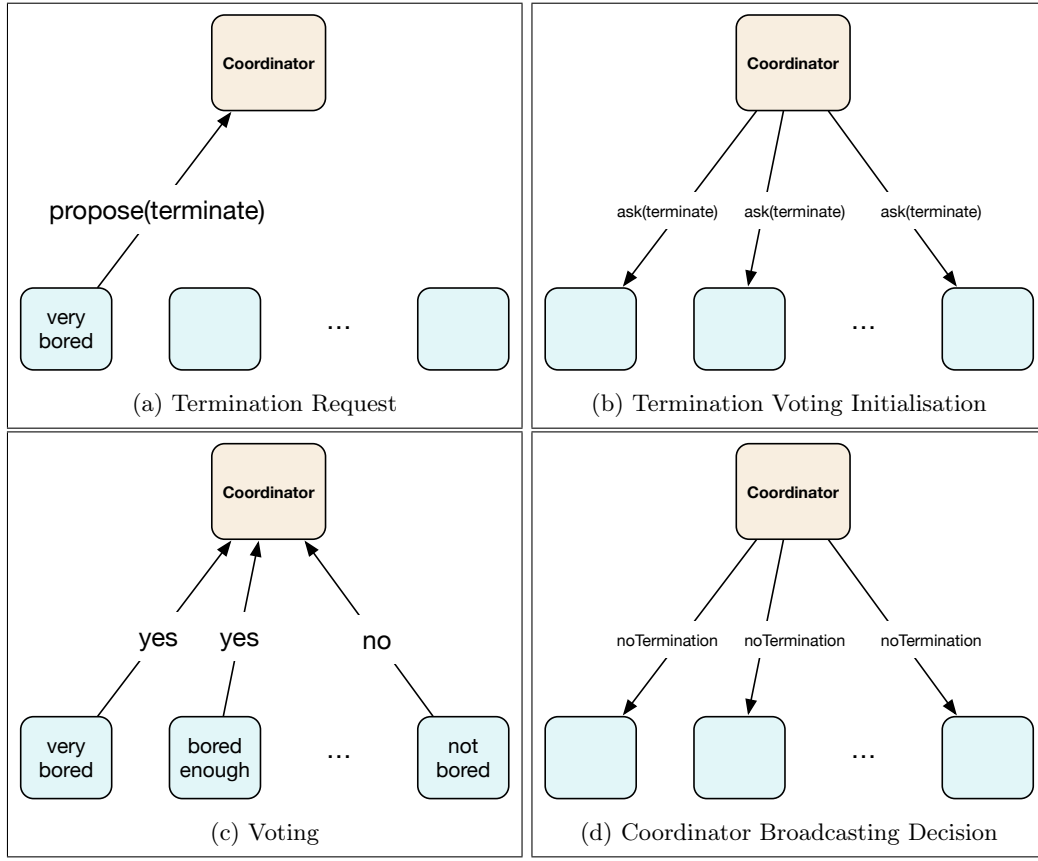 Coordinator
propose(terminate)
very
bored
...
(a) Termination Request
Coordinator
ask(terminate) ask(terminate) ask(terminate)
...
(b) Termination Voting Initialisation
Coordinator
yes yes no
very bored not
bored enough ... bored
(c) Voting
Coordinator
noTermination noTermination noTermination
...
(d) Coordinator Broadcasting Decision